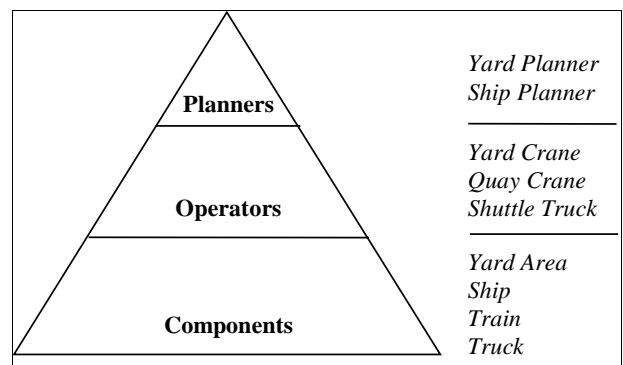 Planners
Yard Planner
Ship Planner
Operators
Yard Crane
Quay Crane
Shuttle Truck
Components
Yard Area
Ship
Train
Truck